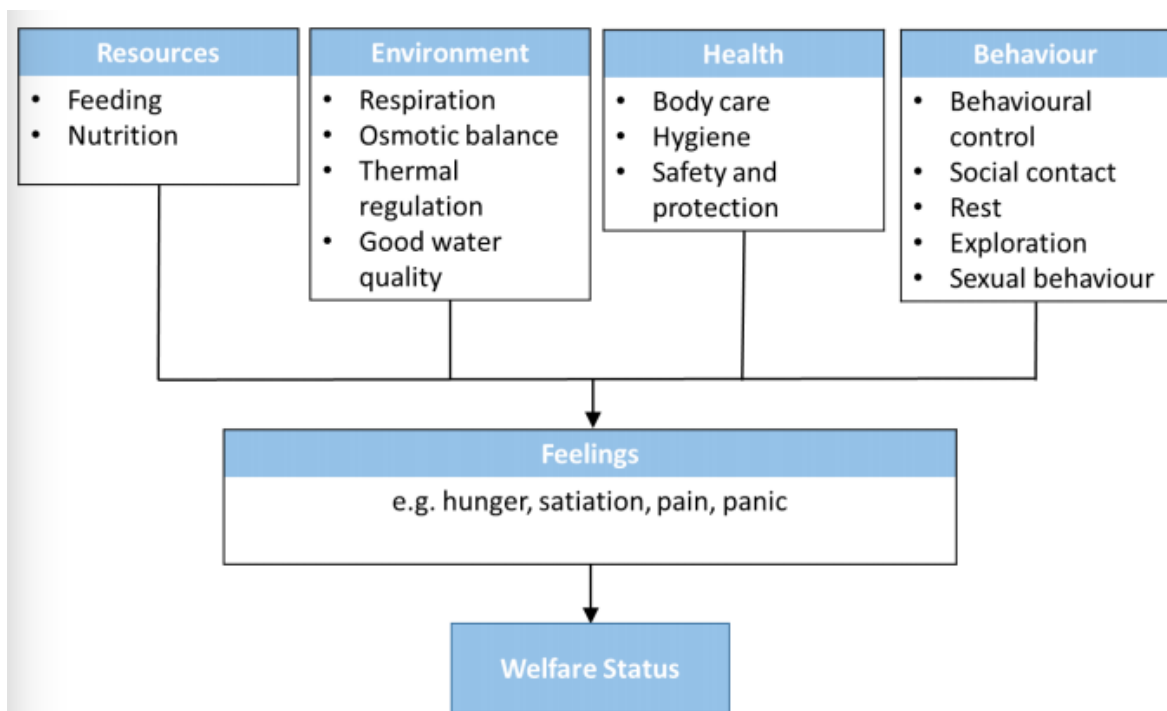 Resources
• Feeding
• Nutrition
Environment
• Respiration
• Osmotic balance
• Thermal
regulation
• Good water
quality
Health
• Body care
• Hygiene
• Safety and
protection
Behaviour
• Behavioural
control
• Social contact
• Rest
• Exploration
• Sexual behaviour
Feelings
e.g. hunger, satiation, pain, panic
Welfare Status